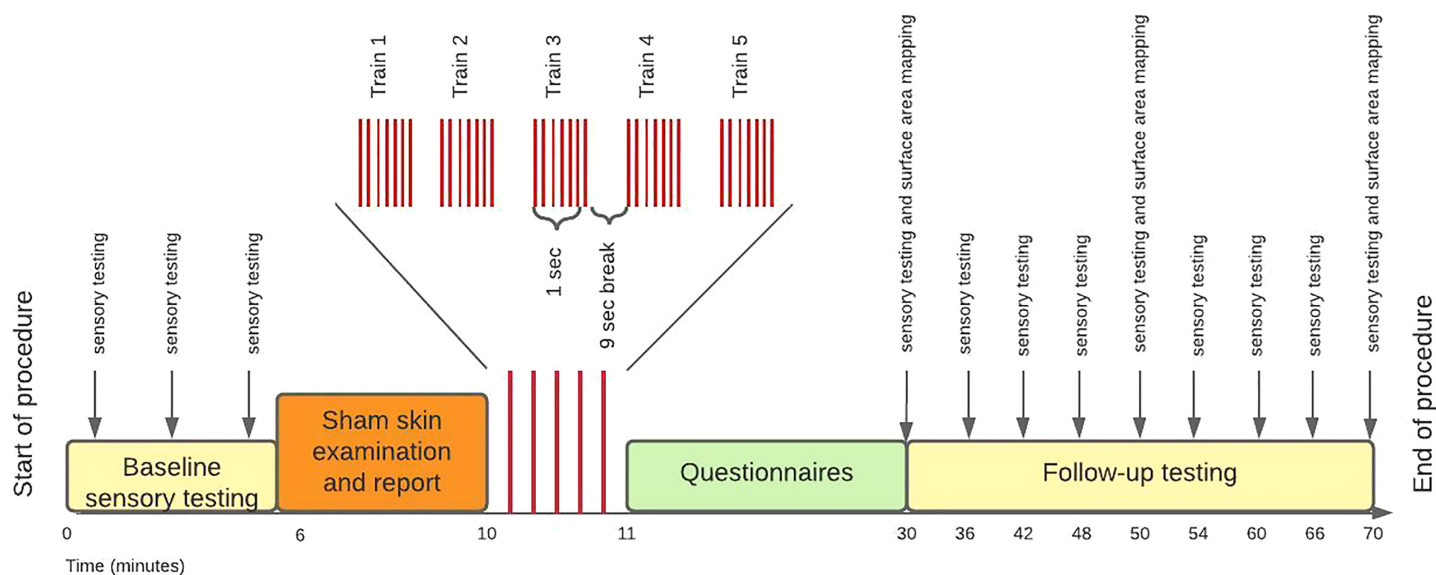 Train 1
Train 2
Train 3
Train 4
Train 5
1 sec
9 sec break
Start of procedure
sensory testing
sensory testing
sensory testing
sensory testing and surface area mapping
sensory testing
sensory testing
sensory testing
sensory testing and surface area mapping
sensory testing
sensory testing
sensory testing
sensory testing and surface area mapping
End of procedure
Baseline
sensory testing
Sham skin
examination
and report
Questionnaires
Follow-up testing
0 6 10 11 30 36 42 48 50 54 60 66 70
Time (minutes)